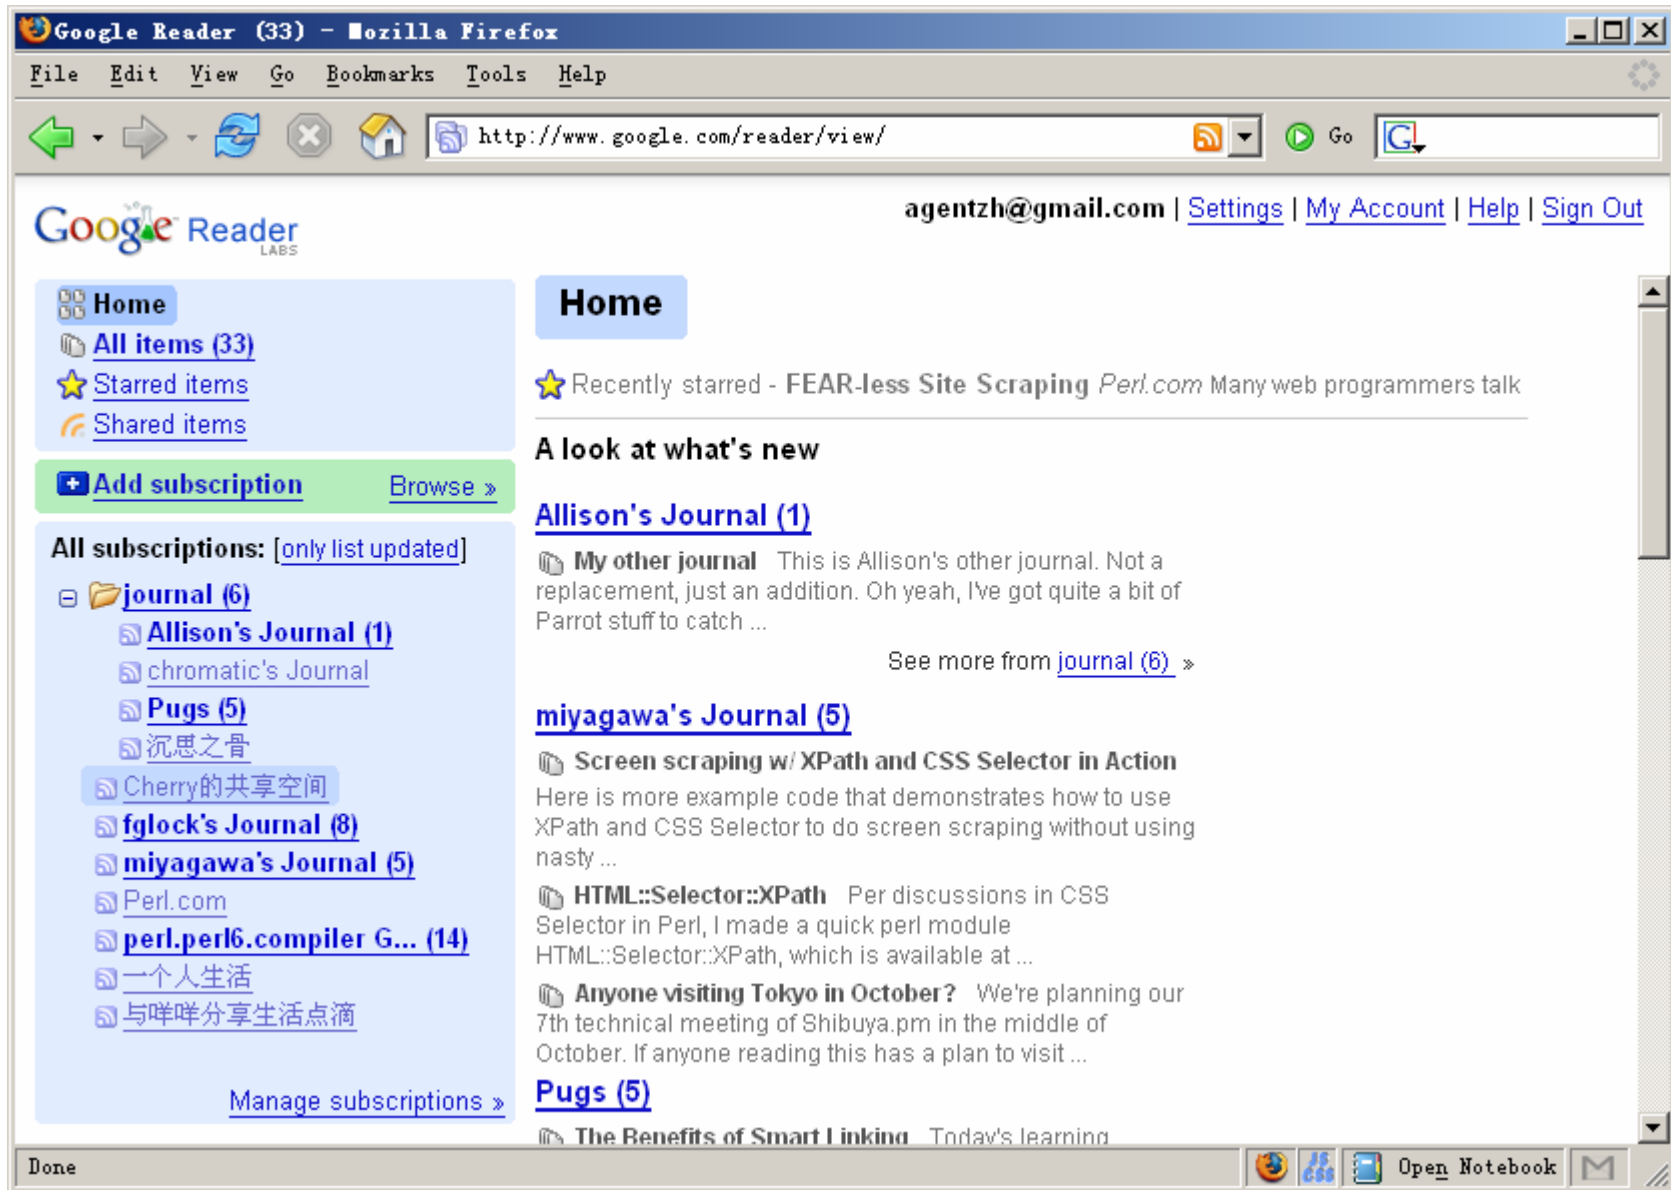 Google Reader (33) - Mozilla Firefox
File Edit View Go Bookmarks Tools Help
http://www.google.com/reader/view/ Go
Google Reader LABS
agentzh@gmail.com | Settings | My Account | Help | Sign Out
Home
All items (33)
Starred items
Shared items
Add subscription Browse »
All subscriptions: [only list updated]
journal (6)
Allison's Journal (1)
chromatic's Journal
Pugs (5)
沉思之骨
Cherry的共享空间
fglock's Journal (8)
miyagawa's Journal (5)
Perl.com
perl.perl6.compiler G... (14)
一个人生活
与咩咩分享生活点滴
Manage subscriptions »
Home
Recently starred - FEAR-less Site Scraping Perl.com Many web programmers talk
A look at what's new
Allison's Journal (1)
My other journal This is Allison's other journal. Not a
replacement, just an addition. Oh yeah, I've got quite a bit of
Parrot stuff to catch ...
See more from journal (6) »
miyagawa's Journal (5)
Screen scraping w/ XPath and CSS Selector in Action
Here is more example code that demonstrates how to use
XPath and CSS Selector to do screen scraping without using
nasty ...
HTML::Selector::XPath Per discussions in CSS
Selector in Perl, I made a quick perl module
HTML::Selector::XPath, which is available at ...
Anyone visiting Tokyo in October? We're planning our
7th technical meeting of Shibuya.pm in the middle of
October. If anyone reading this has a plan to visit ...
Pugs (5)
The Benefits of Smart Linking Today's learning
Done JS CSS Open Notebook